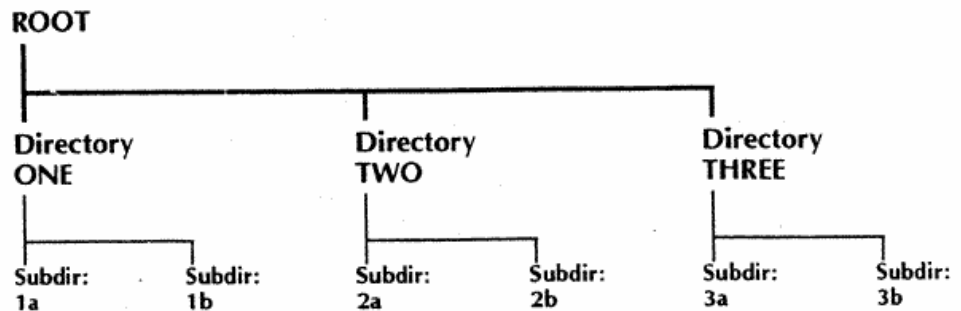 ROOT
Directory
ONE
Directory
TWO
Directory
THREE
Subdir:
1a
Subdir:
1b
Subdir:
2a
Subdir:
2b
Subdir:
3a
Subdir:
3b